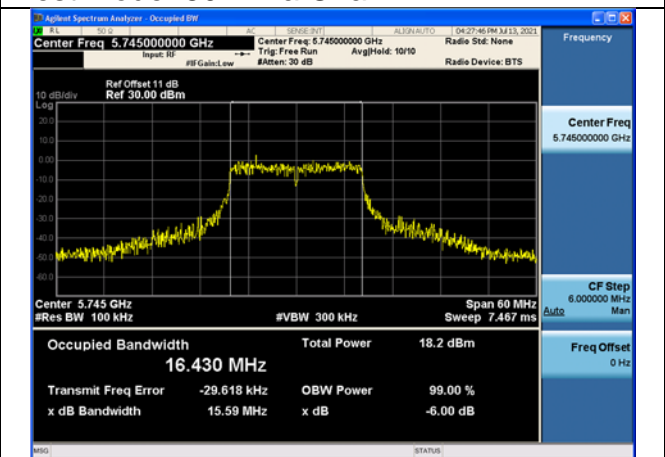 Agilent Spectrum Analyzer - Occupied BW
RL 50 Ω AC SENSE:INT ALIGN AUTO 04:27:46 PM Jul 13, 2021
Center Freq 5.745000000 GHz Center Freq: 5.745000000 GHz Radio Std: None Frequency
Input: RF Trig: Free Run Avg|Hold: 10/10
#IFGain:Low #Atten: 30 dB Radio Device: BTS
Ref Offset 11 dB
10 dB/div Ref 30.00 dBm
Log
20.0
10.0
0.00
-10.0
-20.0
-30.0
-40.0
-50.0
-60.0
Center Freq
5.745000000 GHz
Center 5.745 GHz Span 60 MHz
#Res BW 100 kHz #VBW 300 kHz Sweep 7.467 ms
CF Step
6.000000 MHz
Auto Man
Occupied Bandwidth Total Power 18.2 dBm
16.430 MHz
Freq Offset
0 Hz
Transmit Freq Error -29.618 kHz OBW Power 99.00 %
x dB Bandwidth 15.59 MHz x dB -6.00 dB
MSG STATUS